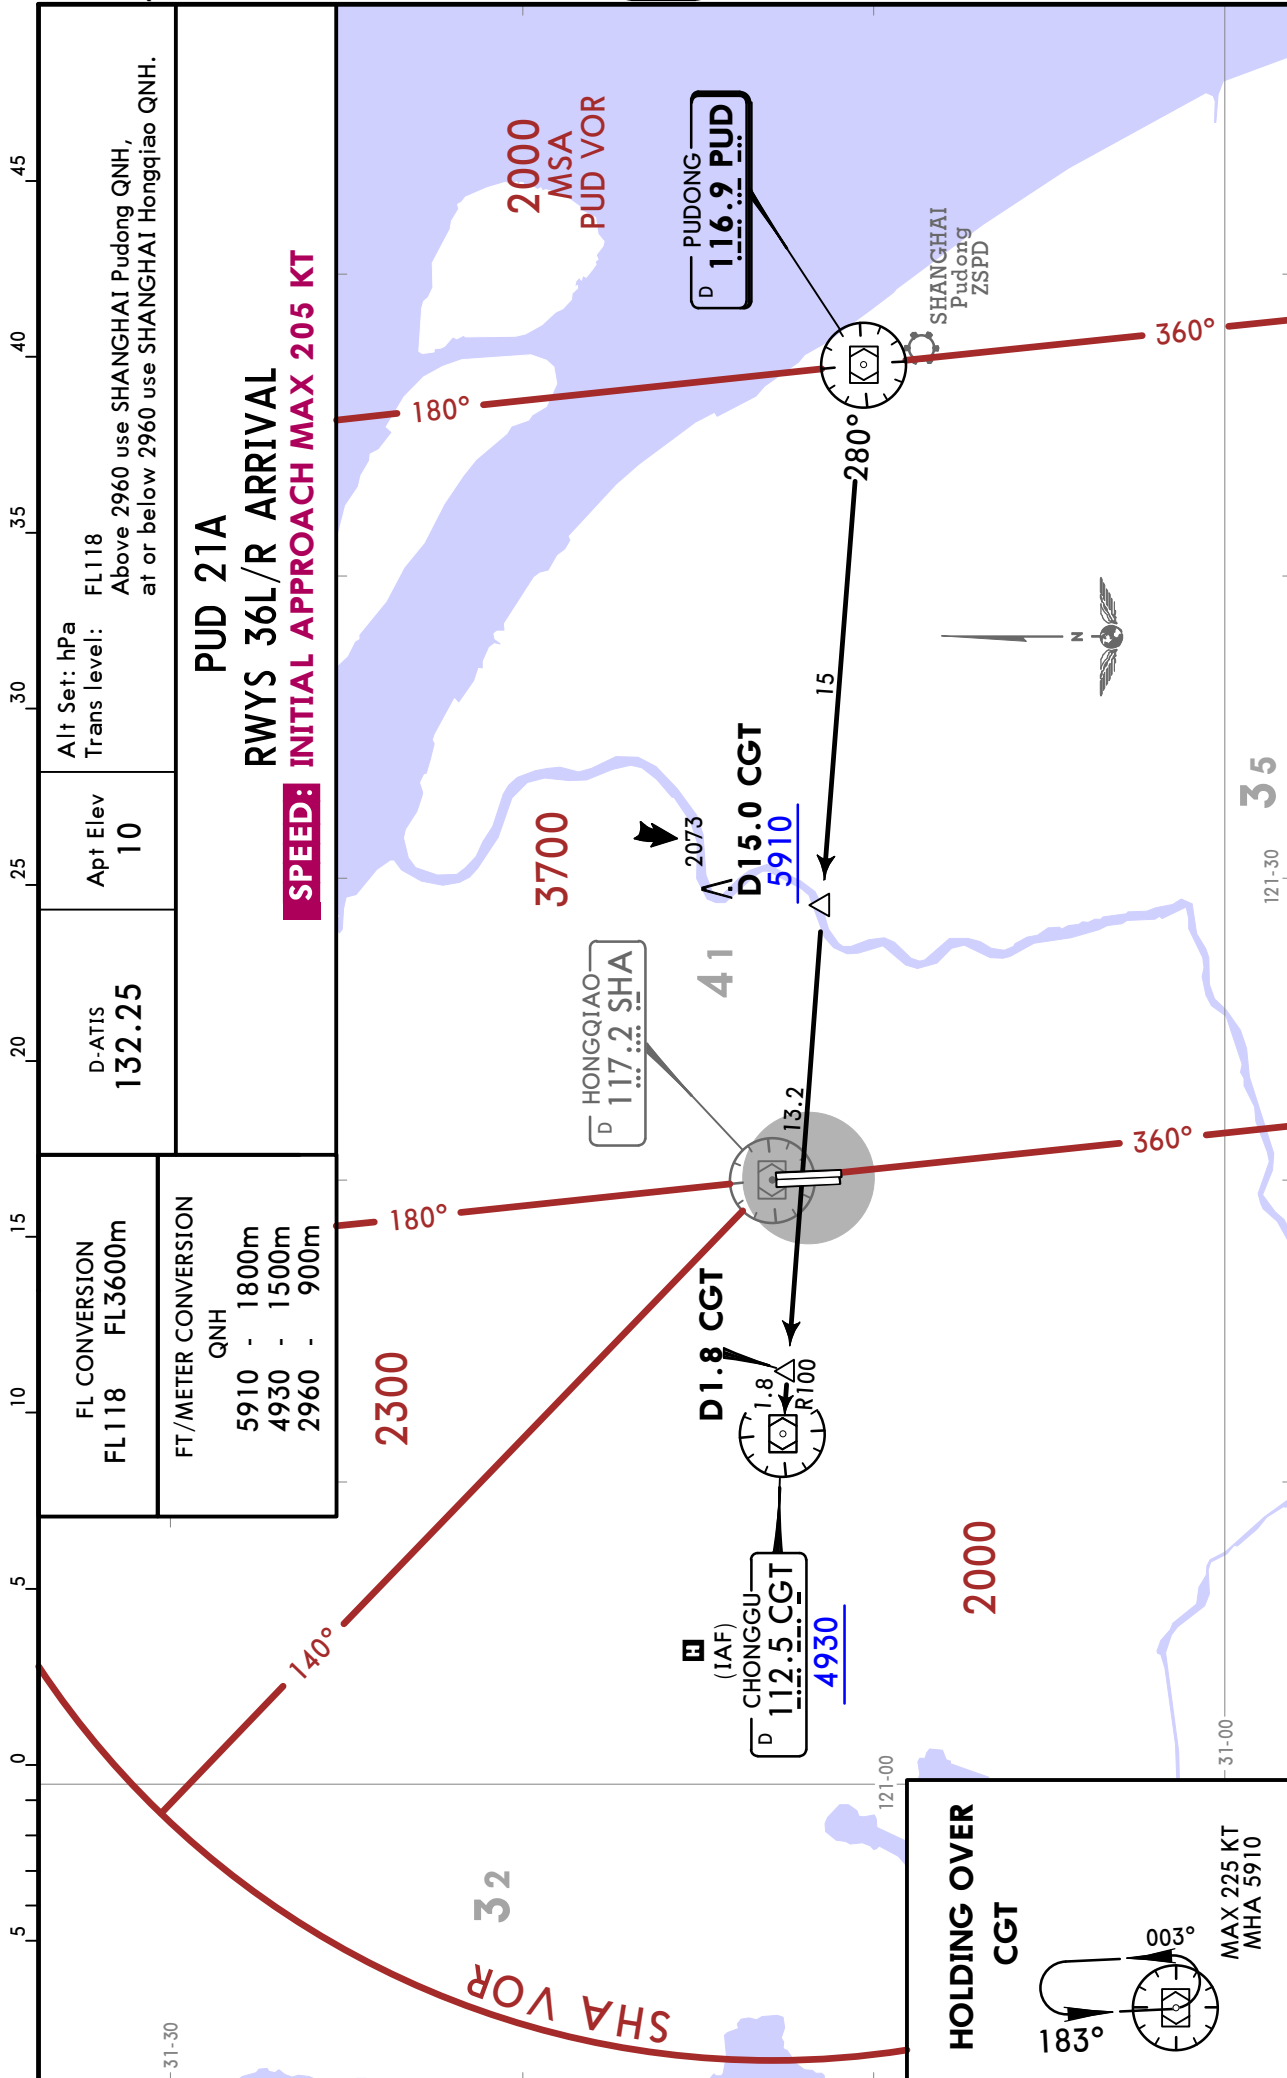 FL CONVERSION
FL118 FL3600m
FT/METER CONVERSION
QNH
5910 - 1800m
4930 - 1500m
2960 - 900m
D-ATIS
132.25
Apt Elev
10
Alt Set: hPa
Trans level: FL118
Above 2960 use SHANGHAI Pudong QNH,
at or below 2960 use SHANGHAI Hongqiao QNH.
PUD 21A
RWYS 36L/R ARRIVAL
SPEED: INITIAL APPROACH MAX 205 KT
5
0
5
10
15
20
25
30
35
40
45
2000
MSA
PUD VOR
PUDONG
D 116.9 PUD
SHANGHAI
Pudong
ZSPD
180°
360°
280°
15
D15.0 CGT
5910
2073
3700
41
35
N
HONGQIAO
D 117.2 SHA
13.2
180°
360°
140°
2300
D1.8 CGT
1.8
R100
H
(IAF)
CHONGGU
D 112.5 CGT
4930
2000
32
SHA VOR
31-30
121-00
31-00
121-30
HOLDING OVER
CGT
183°
003°
MAX 225 KT
MHA 5910